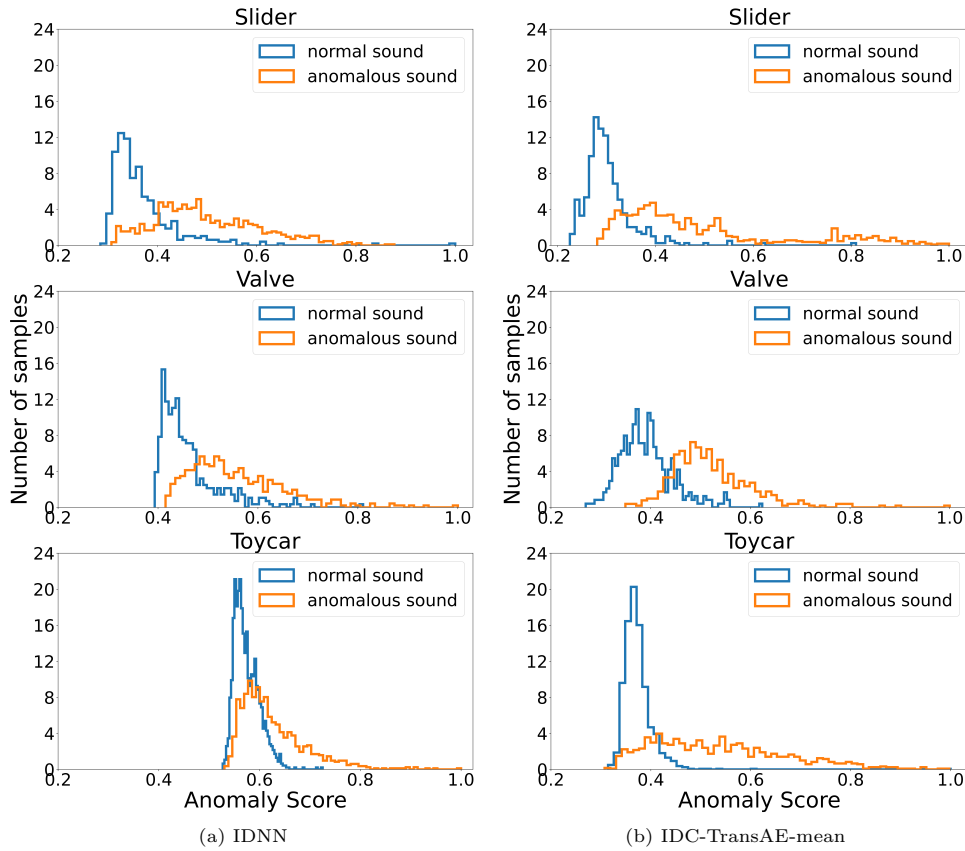 Slider
24
20
16
12
8
4
0
normal sound
anomalous sound
0.2 0.4 0.6 0.8 1.0
Valve
24
20
16
12
8
4
0
normal sound
anomalous sound
0.2 0.4 0.6 0.8 1.0
Number of samples
Toycar
24
20
16
12
8
4
0
normal sound
anomalous sound
0.2 0.4 0.6 0.8 1.0
Anomaly Score
(a) IDNN
Slider
24
20
16
12
8
4
0
normal sound
anomalous sound
0.2 0.4 0.6 0.8 1.0
Valve
24
20
16
12
8
4
0
normal sound
anomalous sound
0.2 0.4 0.6 0.8 1.0
Number of samples
Toycar
24
20
16
12
8
4
0
normal sound
anomalous sound
0.2 0.4 0.6 0.8 1.0
Anomaly Score
(b) IDC-TransAE-mean